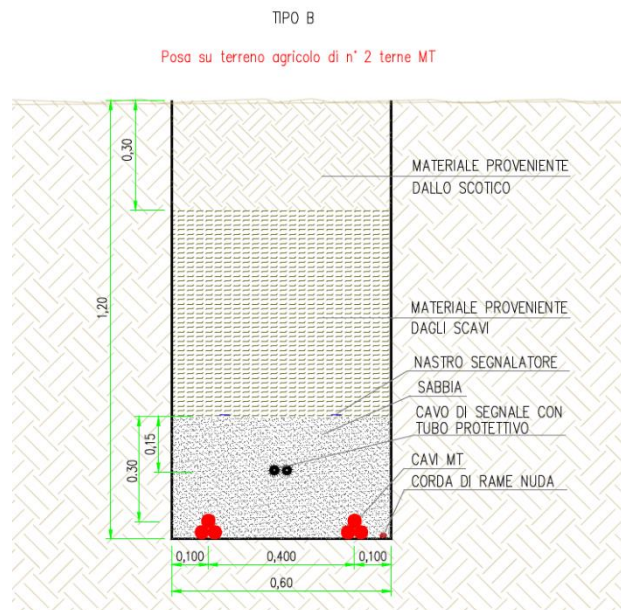 TIPO B
Posa su terreno agricolo di n° 2 terne MT
0,30
1,20
MATERIALE PROVENIENTE
DALLO SCOTICO
MATERIALE PROVENIENTE
DAGLI SCAVI
NASTRO SEGNALATORE
SABBIA
CAVO DI SEGNALE CON
TUBO PROTETTIVO
0,15
0.30
CAVI MT
CORDA DI RAME NUDA
0,100
0,400
0,100
0,60